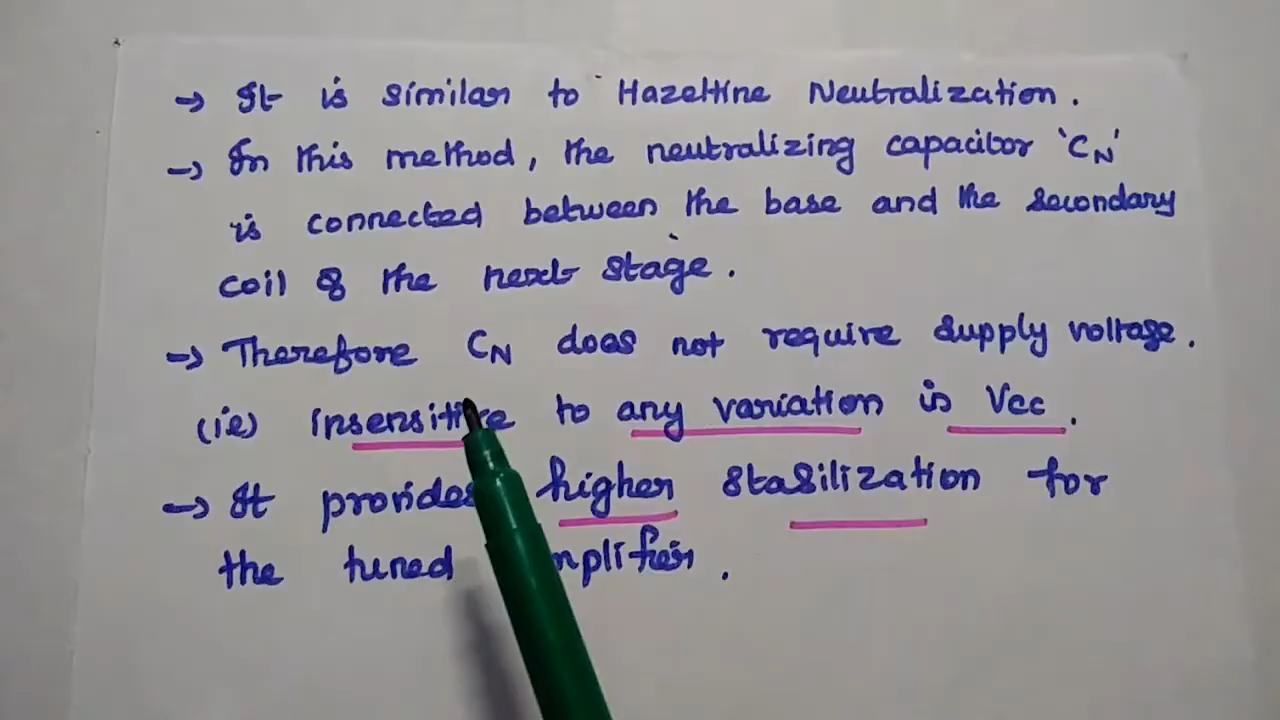 → It is similar to Hazeltine Neutralization.
→ In this method, the neutralizing capacitor 'CN'
is connected between the base and the secondary
coil of the next stage.
→ Therefore CN does not require supply voltage.
(ie) insensitive to any variation in Vcc.
→ It provides higher stabilization for
the tuned amplifier.